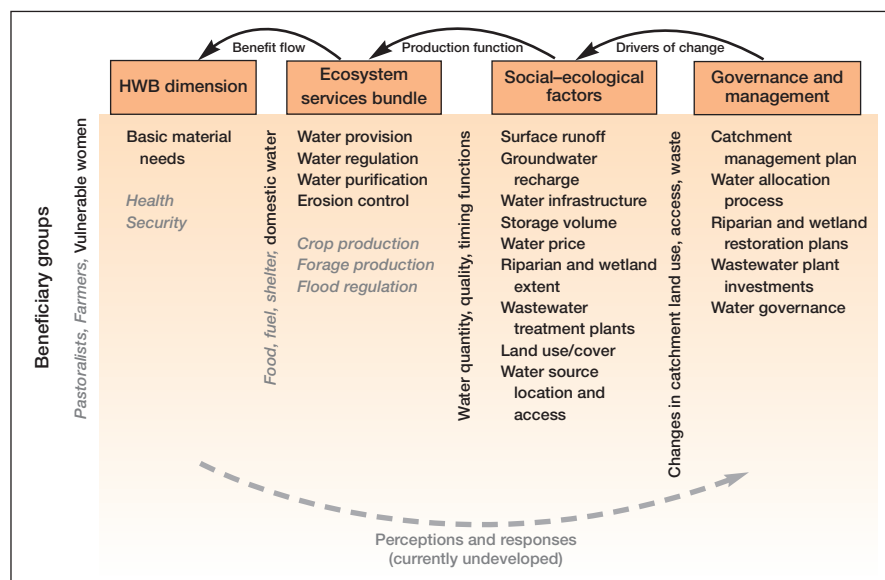 Benefit flow
Production function
Drivers of change
HWB dimension
Ecosystem
services bundle
Social–ecological
factors
Governance and
management
Beneficiary groups
Pastoralists, Farmers, Vulnerable women
Basic material
needs
Health
Security
Food, fuel, shelter, domestic water
Water provision
Water regulation
Water purification
Erosion control
Crop production
Forage production
Flood regulation
Water quantity, quality, timing functions
Surface runoff
Groundwater
recharge
Water infrastructure
Storage volume
Water price
Riparian and wetland
extent
Wastewater
treatment plants
Land use/cover
Water source
location and
access
Changes in catchment land use, access, waste
Catchment
management plan
Water allocation
process
Riparian and wetland
restoration plans
Wastewater plant
investments
Water governance
Perceptions and responses
(currently undeveloped)